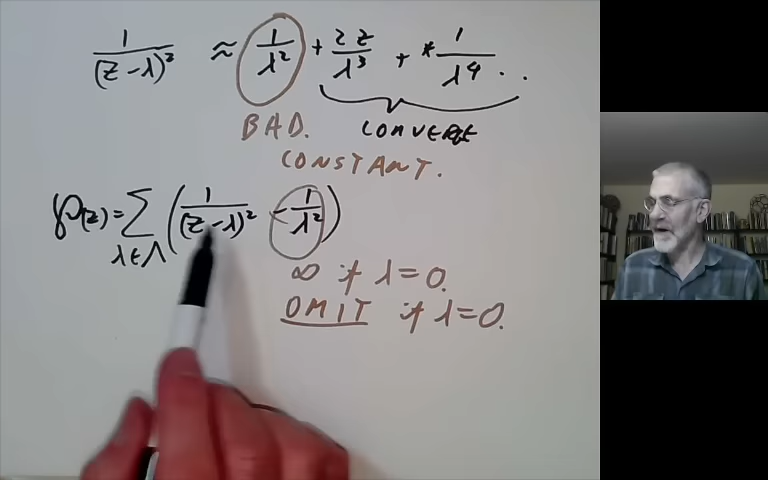 1/(z-λ)² ≈ 1/λ² + 2z/λ³ + * 1/λ⁴ ...
BAD. CONVERGE
CONSTANT.
℘(z) = Σ_{λ∈Λ} (1/(z-λ)² - 1/λ²)
∞ if λ=0.
OMIT if λ=0.